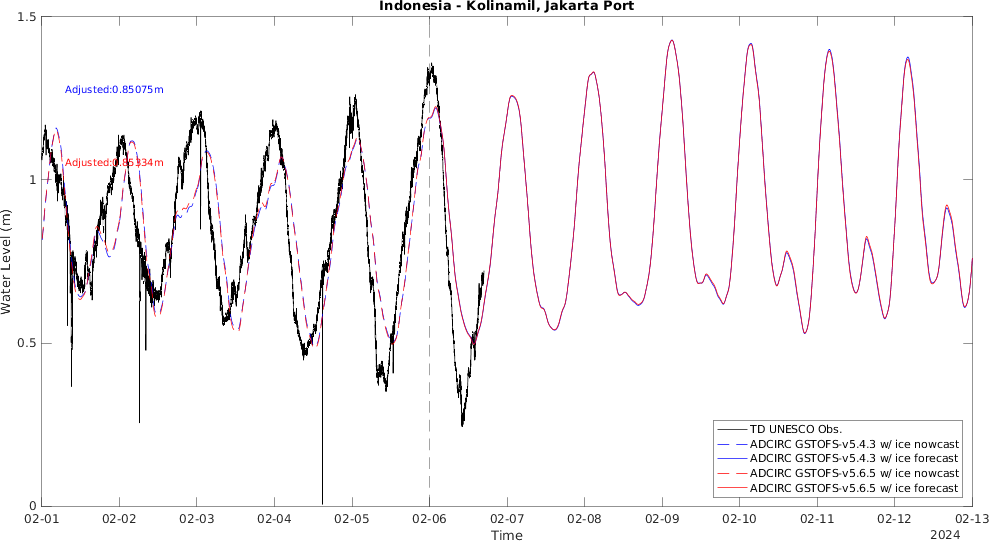 Indonesia - Kolinamil, Jakarta Port
1.5
1
0.5
0
Water Level (m)
Adjusted:0.85075m
Adjusted:0.85334m
TD UNESCO Obs.
ADCIRC GSTOFS-v5.4.3 w/ ice nowcast
ADCIRC GSTOFS-v5.4.3 w/ ice forecast
ADCIRC GSTOFS-v5.6.5 w/ ice nowcast
ADCIRC GSTOFS-v5.6.5 w/ ice forecast
02-01 02-02 02-03 02-04 02-05 02-06 02-07 02-08 02-09 02-10 02-11 02-12 02-13
Time
2024